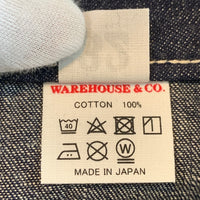 WAREHOUSE & CO.
COTTON 100%
40
MADE IN JAPAN